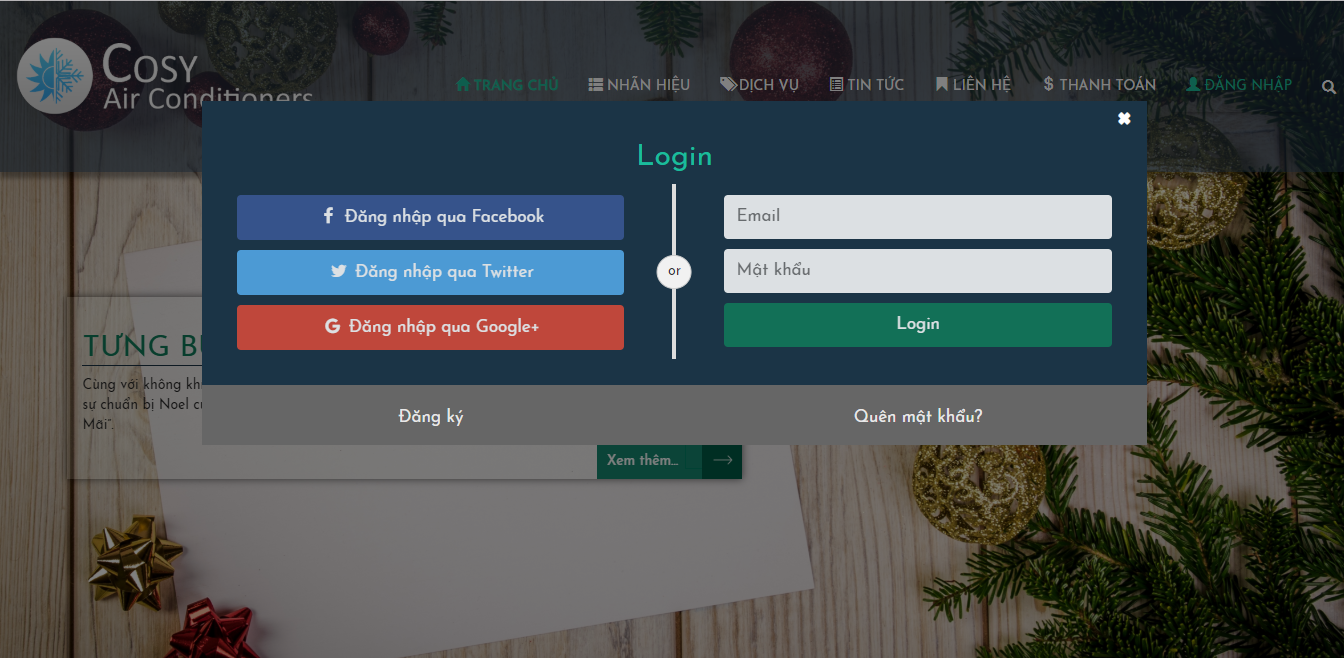 COSY
Air Conditioners
TRANG CHỦ
NHÃN HIỆU
DỊCH VỤ
TIN TỨC
LIÊN HỆ
$ THANH TOÁN
ĐĂNG NHẬP
Login
Đăng nhập qua Facebook
Đăng nhập qua Twitter
Đăng nhập qua Google+
or
Email
Mật khẩu
Login
Đăng ký
Quên mật khẩu?
TƯNG
Cùng với không
sự chuẩn bị Noel
Mãi”.
Xem thêm...